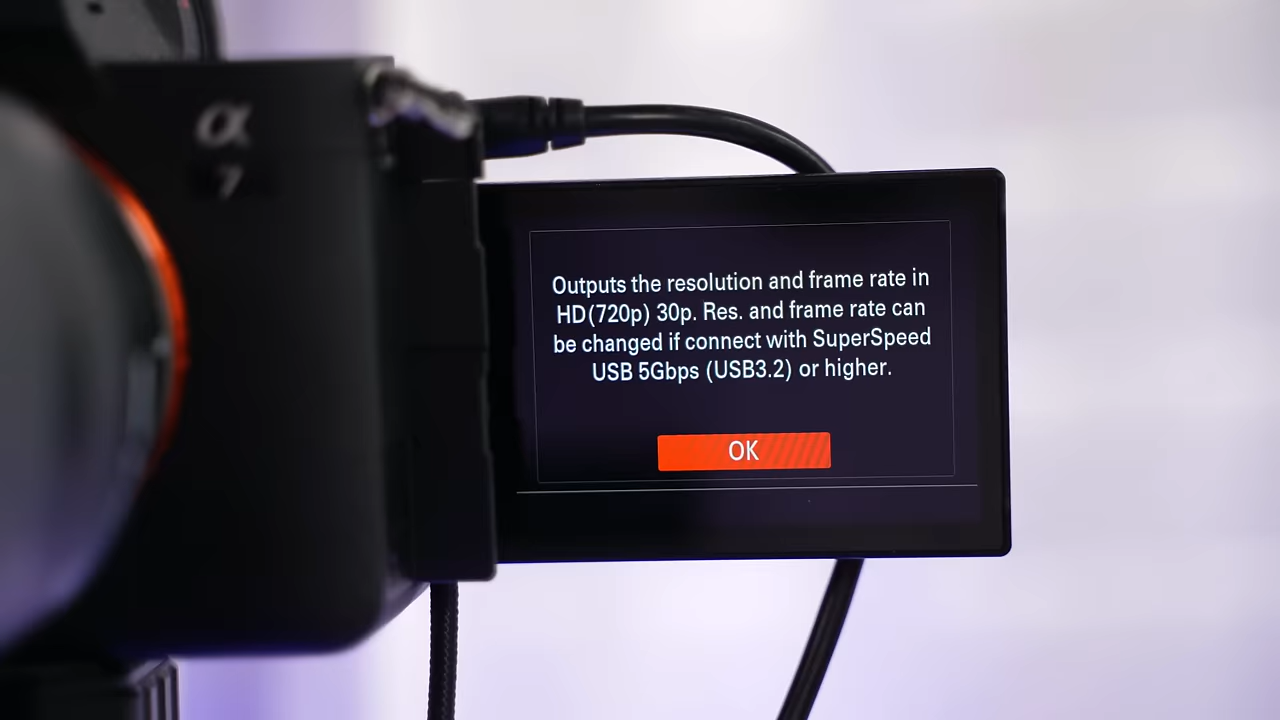 α
7
Outputs the resolution and frame rate in
HD(720p) 30p. Res. and frame rate can
be changed if connect with SuperSpeed
USB 5Gbps (USB3.2) or higher.
OK